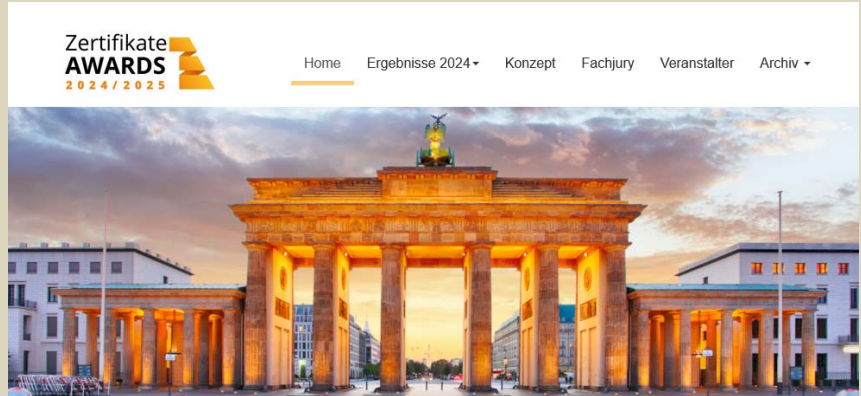 Zertifikate
AWARDS
2024/2025
Home Ergebnisse 2024 Konzept Fachjury Veranstalter Archiv